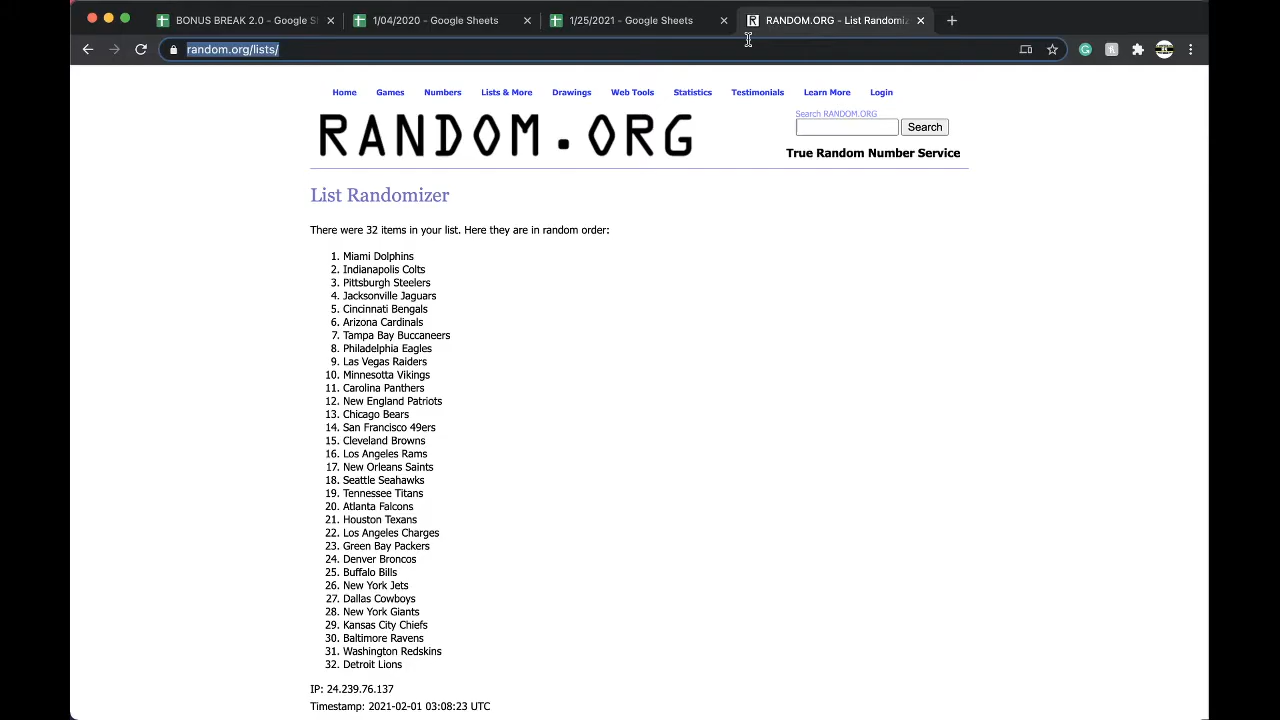 BONUS BREAK 2.0 - Google Sh
1/04/2020 - Google Sheets
1/25/2021 - Google Sheets
RANDOM.ORG - List Randomiz
random.org/lists/
Home Games Numbers Lists & More Drawings Web Tools Statistics Testimonials Learn More Login
RANDOM.ORG
Search RANDOM.ORG
Search
True Random Number Service
List Randomizer
There were 32 items in your list. Here they are in random order:
1. Miami Dolphins
2. Indianapolis Colts
3. Pittsburgh Steelers
4. Jacksonville Jaguars
5. Cincinnati Bengals
6. Arizona Cardinals
7. Tampa Bay Buccaneers
8. Philadelphia Eagles
9. Las Vegas Raiders
10. Minnesotta Vikings
11. Carolina Panthers
12. New England Patriots
13. Chicago Bears
14. San Francisco 49ers
15. Cleveland Browns
16. Los Angeles Rams
17. New Orleans Saints
18. Seattle Seahawks
19. Tennessee Titans
20. Atlanta Falcons
21. Houston Texans
22. Los Angeles Charges
23. Green Bay Packers
24. Denver Broncos
25. Buffalo Bills
26. New York Jets
27. Dallas Cowboys
28. New York Giants
29. Kansas City Chiefs
30. Baltimore Ravens
31. Washington Redskins
32. Detroit Lions
IP: 24.239.76.137
Timestamp: 2021-02-01 03:08:23 UTC